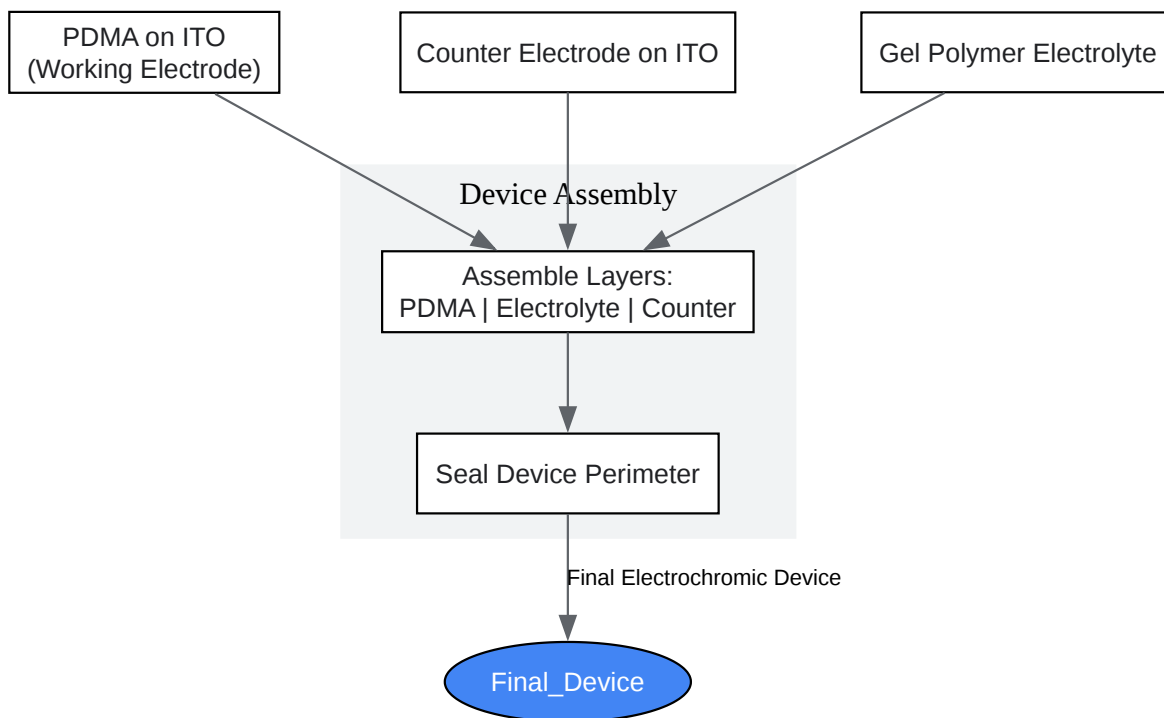 PDMA on ITO
(Working Electrode)
Counter Electrode on ITO
Gel Polymer Electrolyte
Device Assembly
Assemble Layers:
PDMA | Electrolyte | Counter
Seal Device Perimeter
Final Electrochromic Device
Final_Device